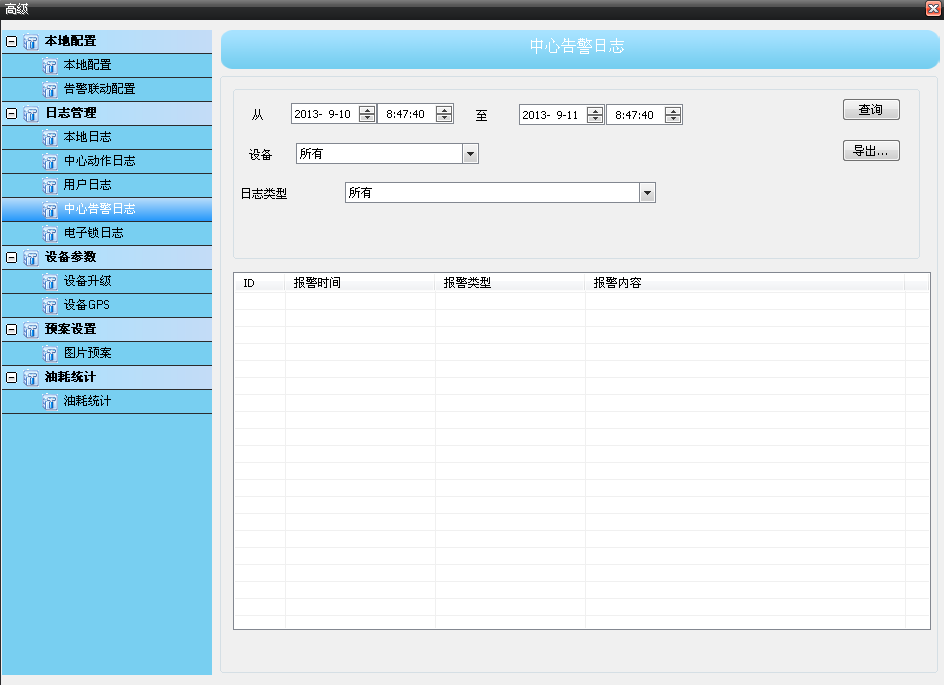 高级
本地配置
本地配置
告警联动配置
日志管理
本地日志
中心动作日志
用户日志
中心告警日志
电子锁日志
设备参数
设备升级
设备GPS
预案设置
图片预案
油耗统计
油耗统计
中心告警日志
从 2013- 9-10 8:47:40 至 2013- 9-11 8:47:40 查询
设备 所有 导出...
日志类型 所有
ID 报警时间 报警类型 报警内容